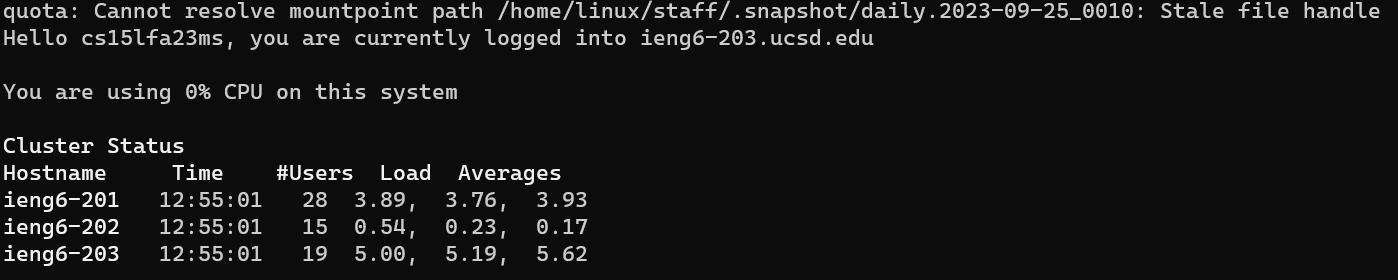 quota: Cannot resolve mountpoint path /home/linux/staff/.snapshot/daily.2023-09-25_0010: Stale file handle
Hello cs15lfa23ms, you are currently logged into ieng6-203.ucsd.edu
You are using 0% CPU on this system
Cluster Status
Hostname     Time    #Users  Load  Averages
ieng6-201   12:55:01   28  3.89,  3.76,  3.93
ieng6-202   12:55:01   15  0.54,  0.23,  0.17
ieng6-203   12:55:01   19  5.00,  5.19,  5.62